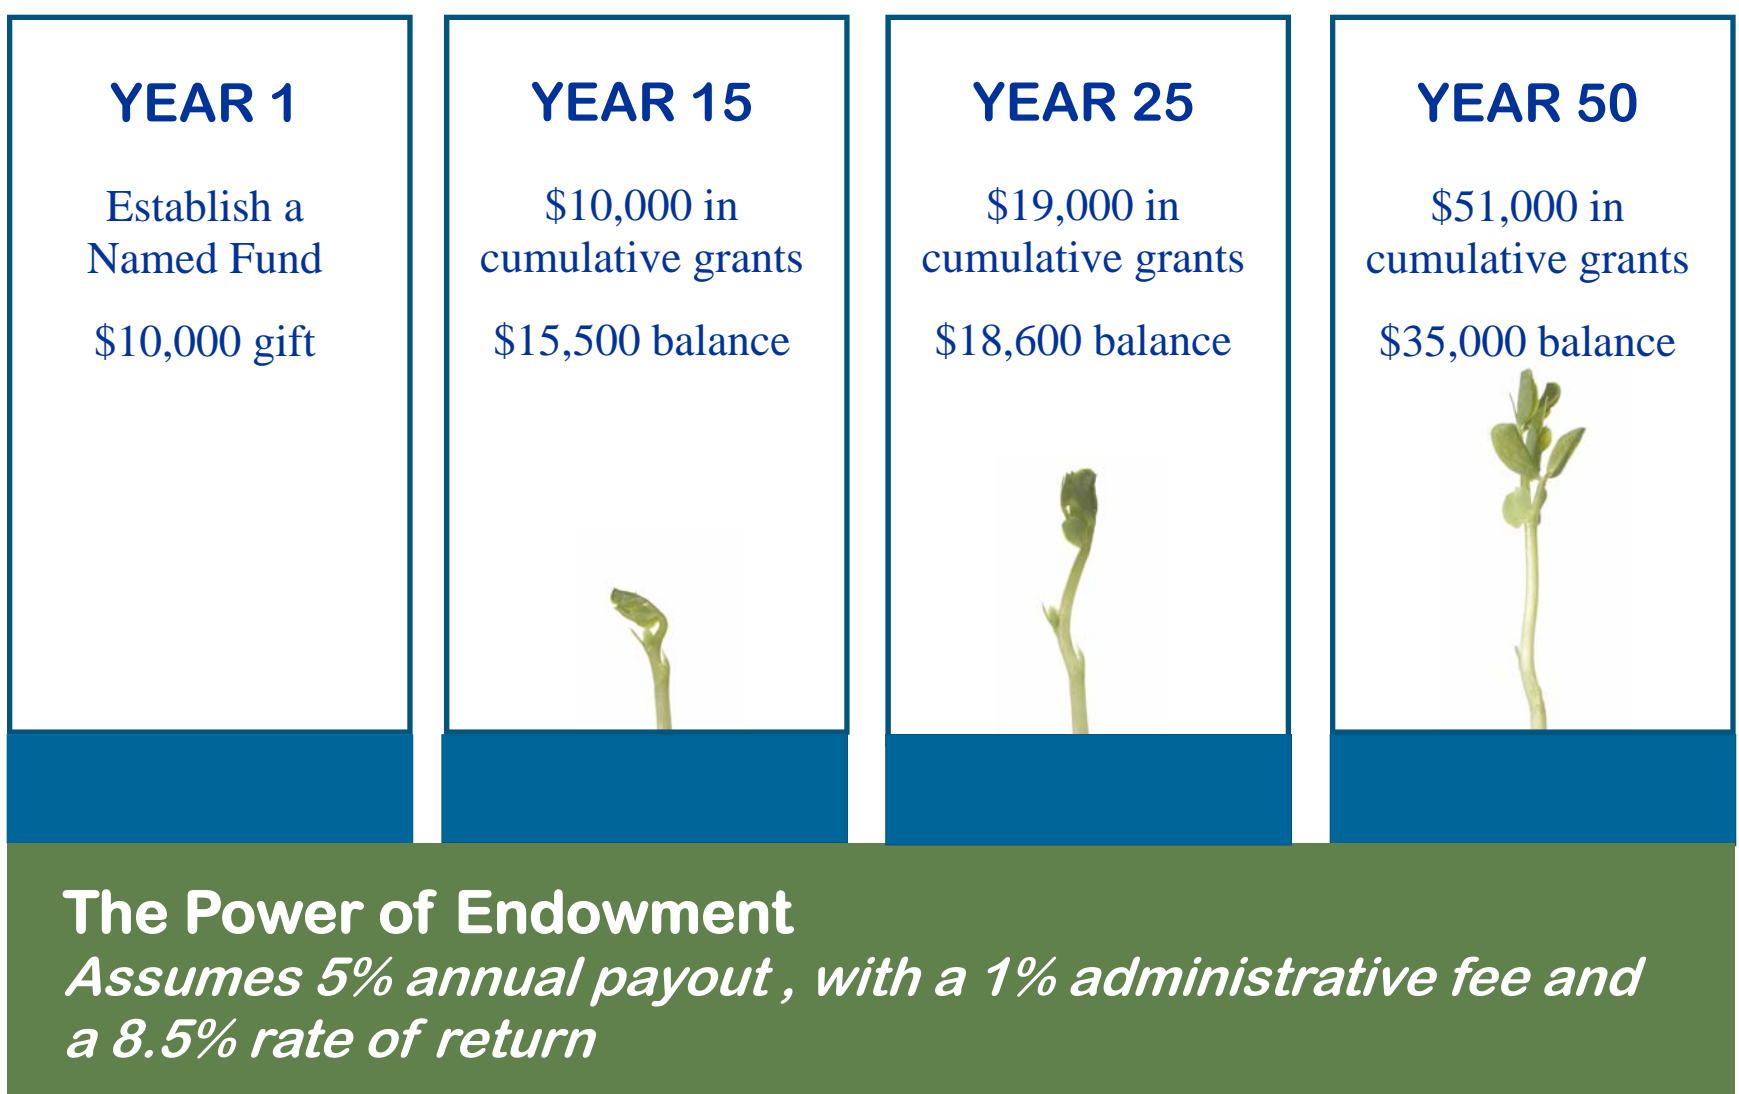 YEAR 1
Establish a
Named Fund
$10,000 gift
YEAR 15
$10,000 in
cumulative grants
$15,500 balance
YEAR 25
$19,000 in
cumulative grants
$18,600 balance
YEAR 50
$51,000 in
cumulative grants
$35,000 balance
The Power of Endowment
Assumes 5% annual payout , with a 1% administrative fee and
a 8.5% rate of return